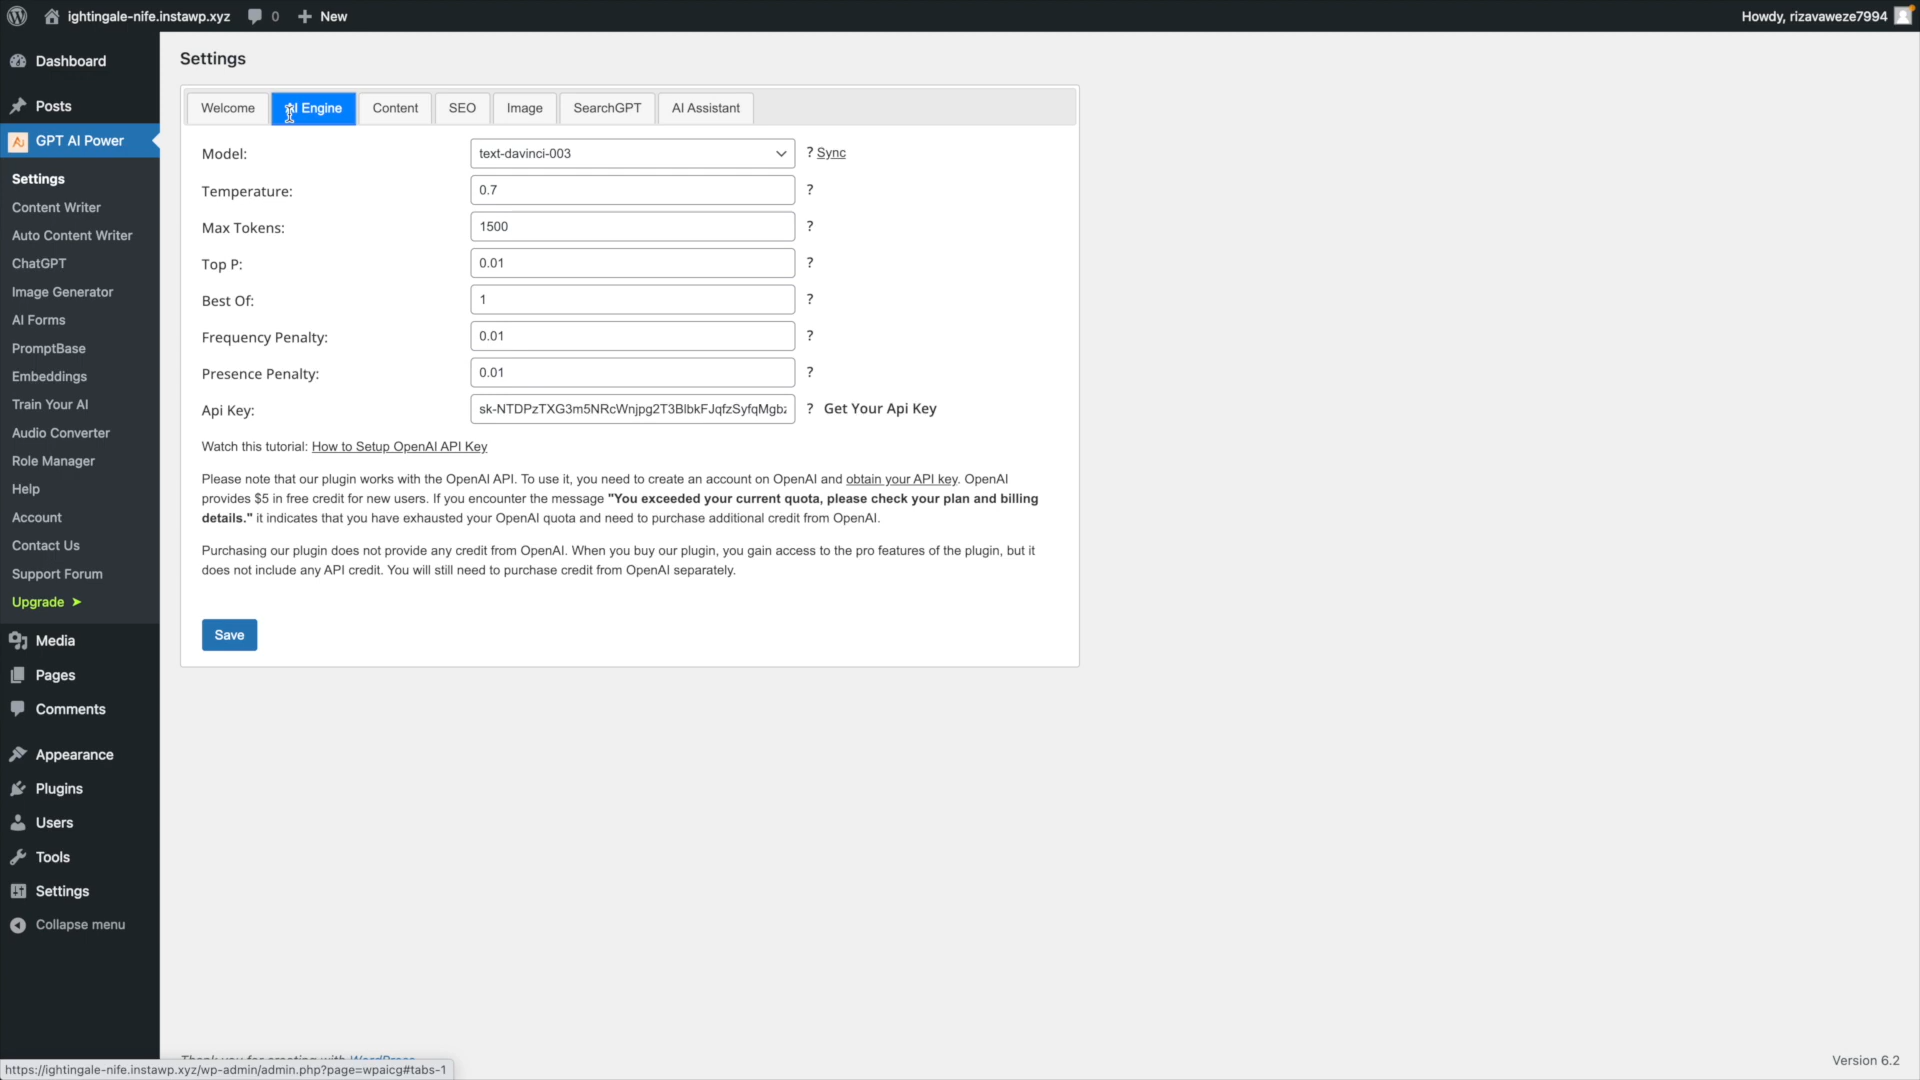 ightingale-nife.instawp.xyz 0 New
Howdy, rizavaweze7994
Dashboard
Posts
GPT AI Power
Settings
Content Writer
Auto Content Writer
ChatGPT
Image Generator
AI Forms
PromptBase
Embeddings
Train Your AI
Audio Converter
Role Manager
Help
Account
Contact Us
Support Forum
Upgrade ➤
Media
Pages
Comments
Appearance
Plugins
Users
Tools
Settings
Collapse menu
Settings
Welcome AI Engine Content SEO Image SearchGPT AI Assistant
Model: text-davinci-003 ? Sync
Temperature: 0.7 ?
Max Tokens: 1500 ?
Top P: 0.01 ?
Best Of: 1 ?
Frequency Penalty: 0.01 ?
Presence Penalty: 0.01 ?
Api Key: sk-NTDPzTXG3m5NRcWnjpg2T3BlbkFJqfzSyfqMgb ? Get Your Api Key
Watch this tutorial: How to Setup OpenAI API Key
Please note that our plugin works with the OpenAI API. To use it, you need to create an account on OpenAI and obtain your API key. OpenAI
provides $5 in free credit for new users. If you encounter the message "You exceeded your current quota, please check your plan and billing
details." it indicates that you have exhausted your OpenAI quota and need to purchase additional credit from OpenAI.
Purchasing our plugin does not provide any credit from OpenAI. When you buy our plugin, you gain access to the pro features of the plugin, but it
does not include any API credit. You will still need to purchase credit from OpenAI separately.
Save
Thank you for creating with WordPress
Version 6.2
https://ightingale-nife.instawp.xyz/wp-admin/admin.php?page=wpaicg#tabs-1